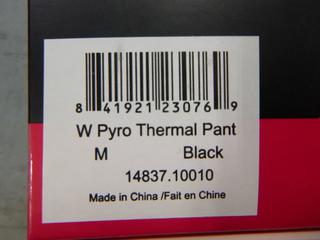 8 41921 23076 9
W Pyro Thermal Pant
M Black
14837.10010
Made in China /Fait en Chine